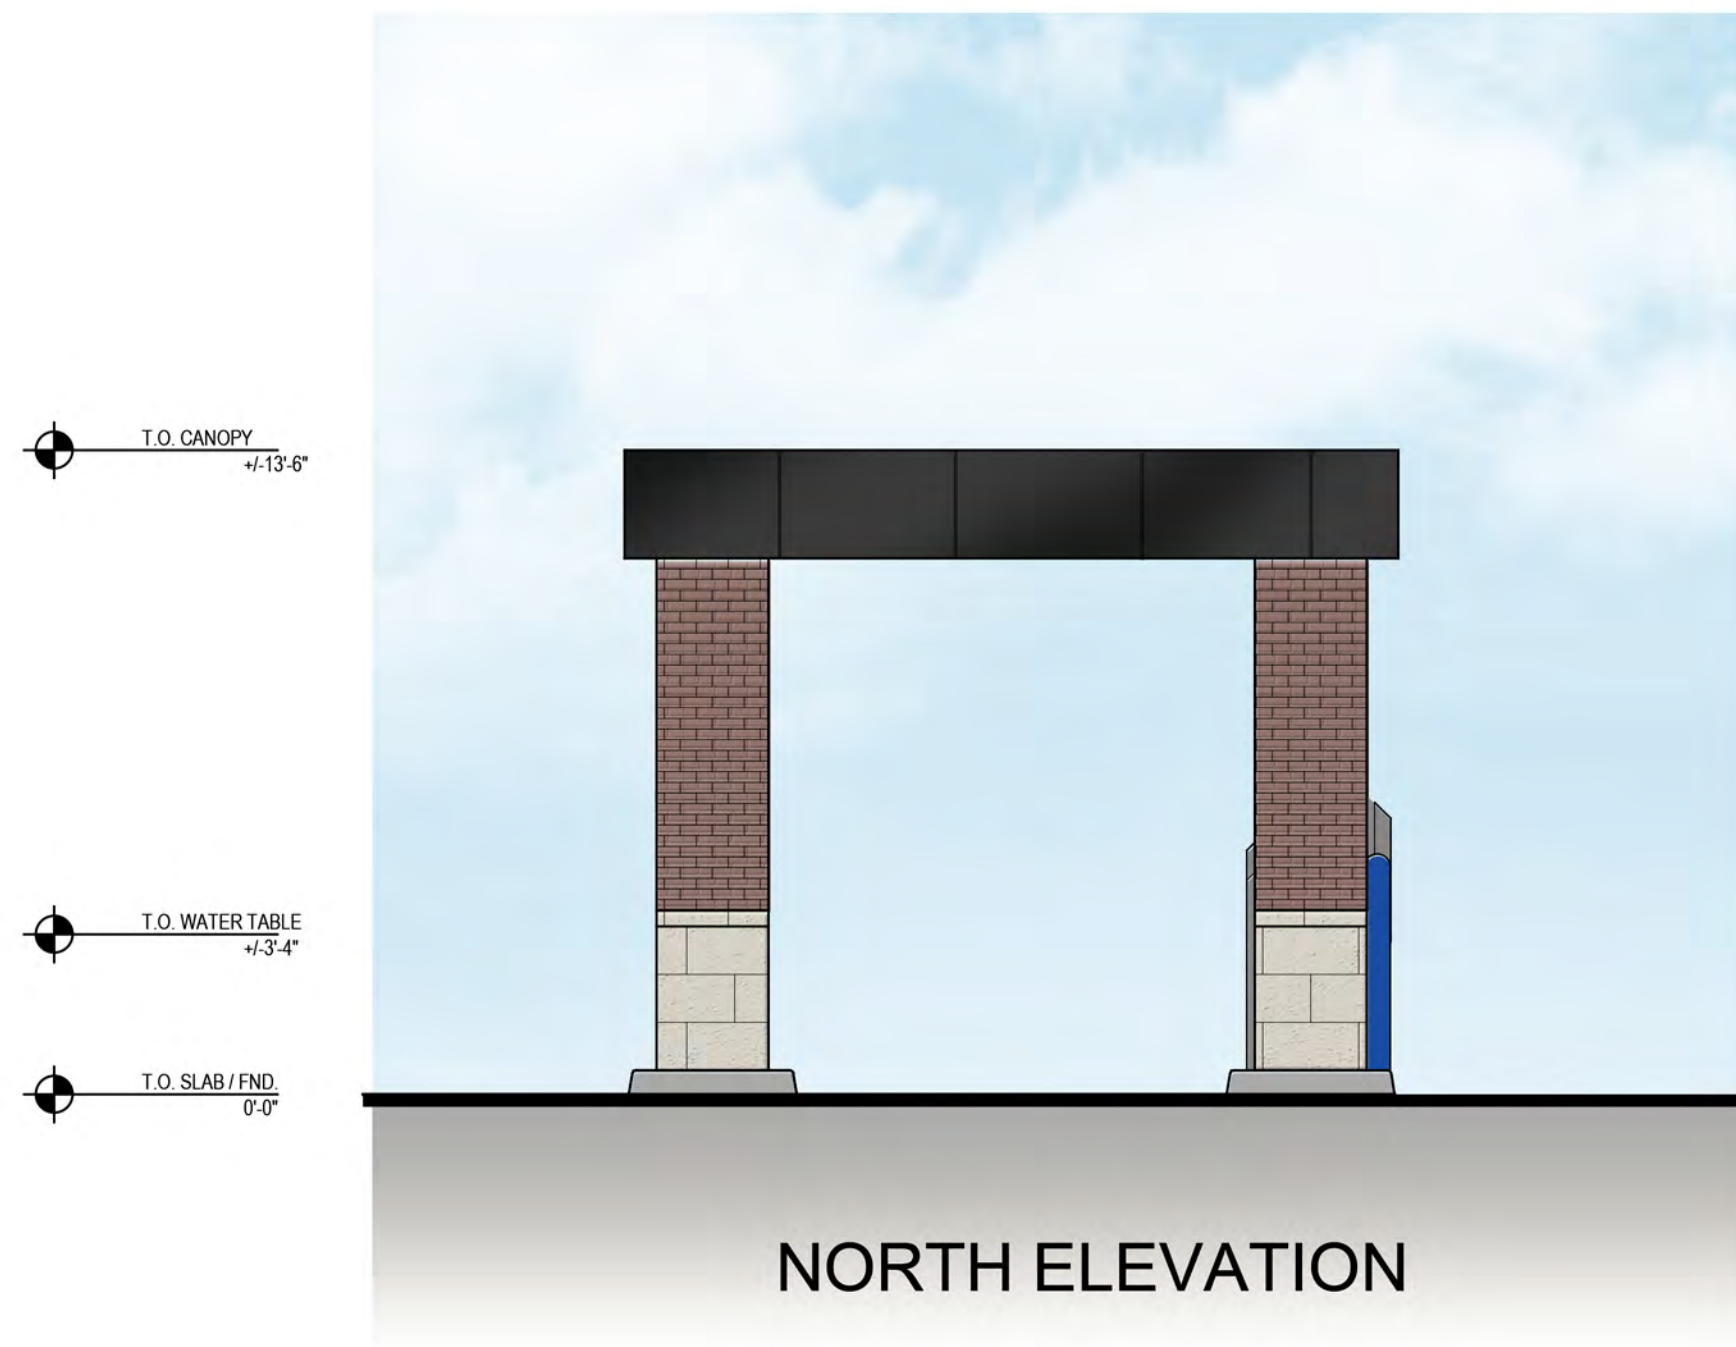 T.O. CANOPY
+/-13'-6"
T.O. WATER TABLE
+/-3'-4"
T.O. SLAB / FND.
0'-0"
NORTH ELEVATION